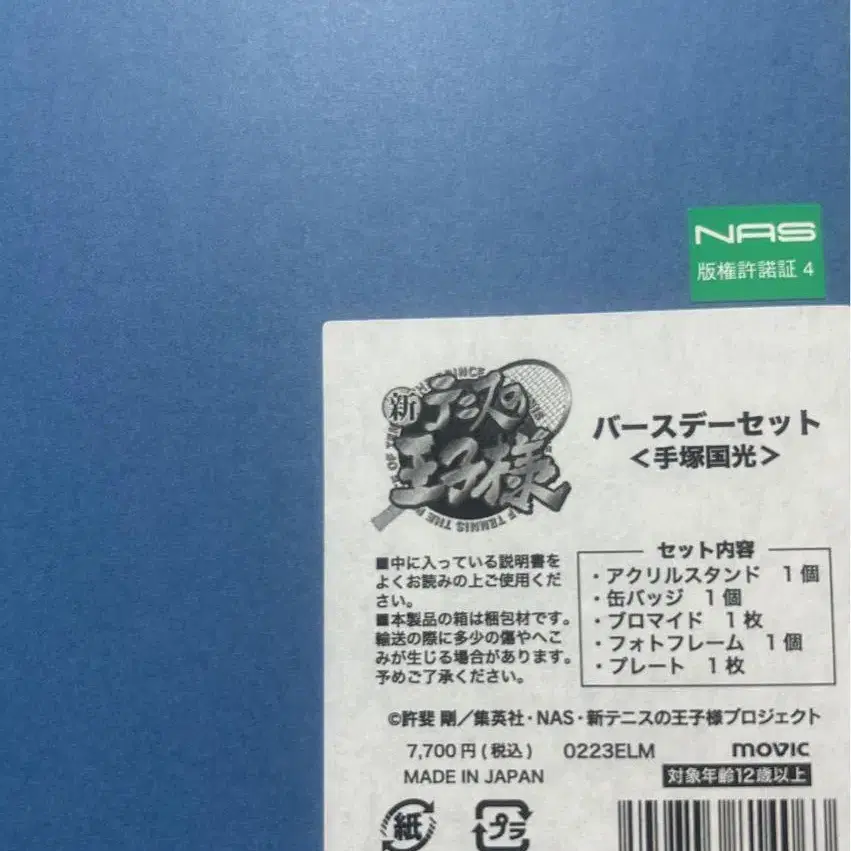 NAS
版権許諾証 4
新テニスの
王子様
バースデーセット
<手塚国光>
■中に入っている説明書を
よくお読みの上ご使用くだ
さい。
■本製品の箱は梱包材です。
輸送の際に多少の傷やへこ
みが生じる場合があります。
予めご了承ください。
セット内容
・アクリルスタンド 1個
・缶バッジ 1個
・ブロマイド 1枚
・フォトフレーム 1個
・プレート 1枚
©許斐 剛／集英社・NAS・新テニスの王子様プロジェクト
7,700円(税込) 0223ELM movic
MADE IN JAPAN 対象年齢12歳以上
紙 プラ